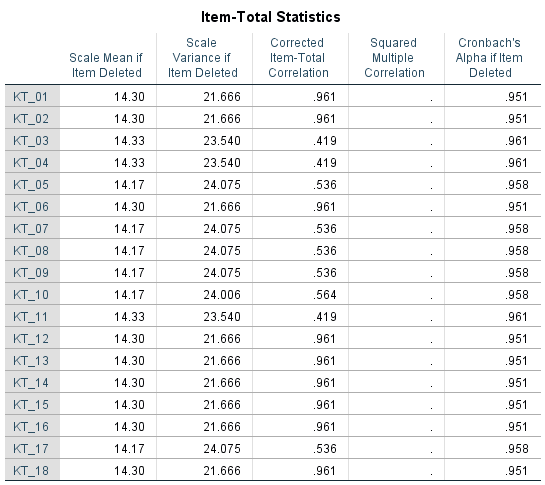 Item-Total Statistics
Scale Mean if Item Deleted	Scale Variance if Item Deleted	Corrected Item-Total Correlation	Squared Multiple Correlation	Cronbach's Alpha if Item Deleted
KT_01	14.30	21.666	.961	.	.951
KT_02	14.30	21.666	.961	.	.951
KT_03	14.33	23.540	.419	.	.961
KT_04	14.33	23.540	.419	.	.961
KT_05	14.17	24.075	.536	.	.958
KT_06	14.30	21.666	.961	.	.951
KT_07	14.17	24.075	.536	.	.958
KT_08	14.17	24.075	.536	.	.958
KT_09	14.17	24.075	.536	.	.958
KT_10	14.17	24.006	.564	.	.958
KT_11	14.33	23.540	.419	.	.961
KT_12	14.30	21.666	.961	.	.951
KT_13	14.30	21.666	.961	.	.951
KT_14	14.30	21.666	.961	.	.951
KT_15	14.30	21.666	.961	.	.951
KT_16	14.30	21.666	.961	.	.951
KT_17	14.17	24.075	.536	.	.958
KT_18	14.30	21.666	.961	.	.951